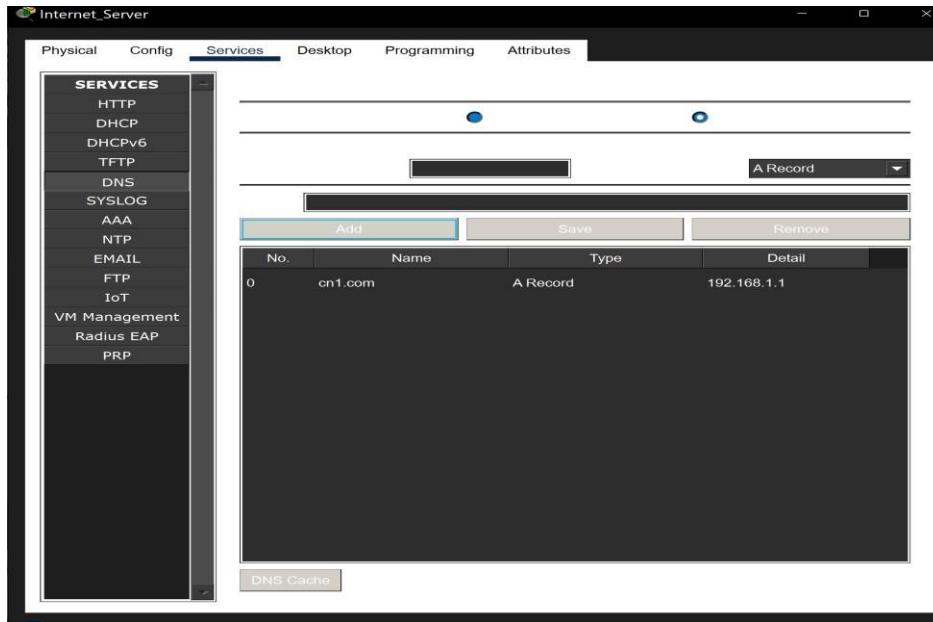 Internet_Server
Physical Config Services Desktop Programming Attributes
SERVICES
HTTP
DHCP
DHCPv6
TFTP
DNS
SYSLOG
AAA
NTP
EMAIL
FTP
IoT
VM Management
Radius EAP
PRP
A Record
Add Save Remove
No. Name Type Detail
0 cn1.com A Record 192.168.1.1
DNS Cache